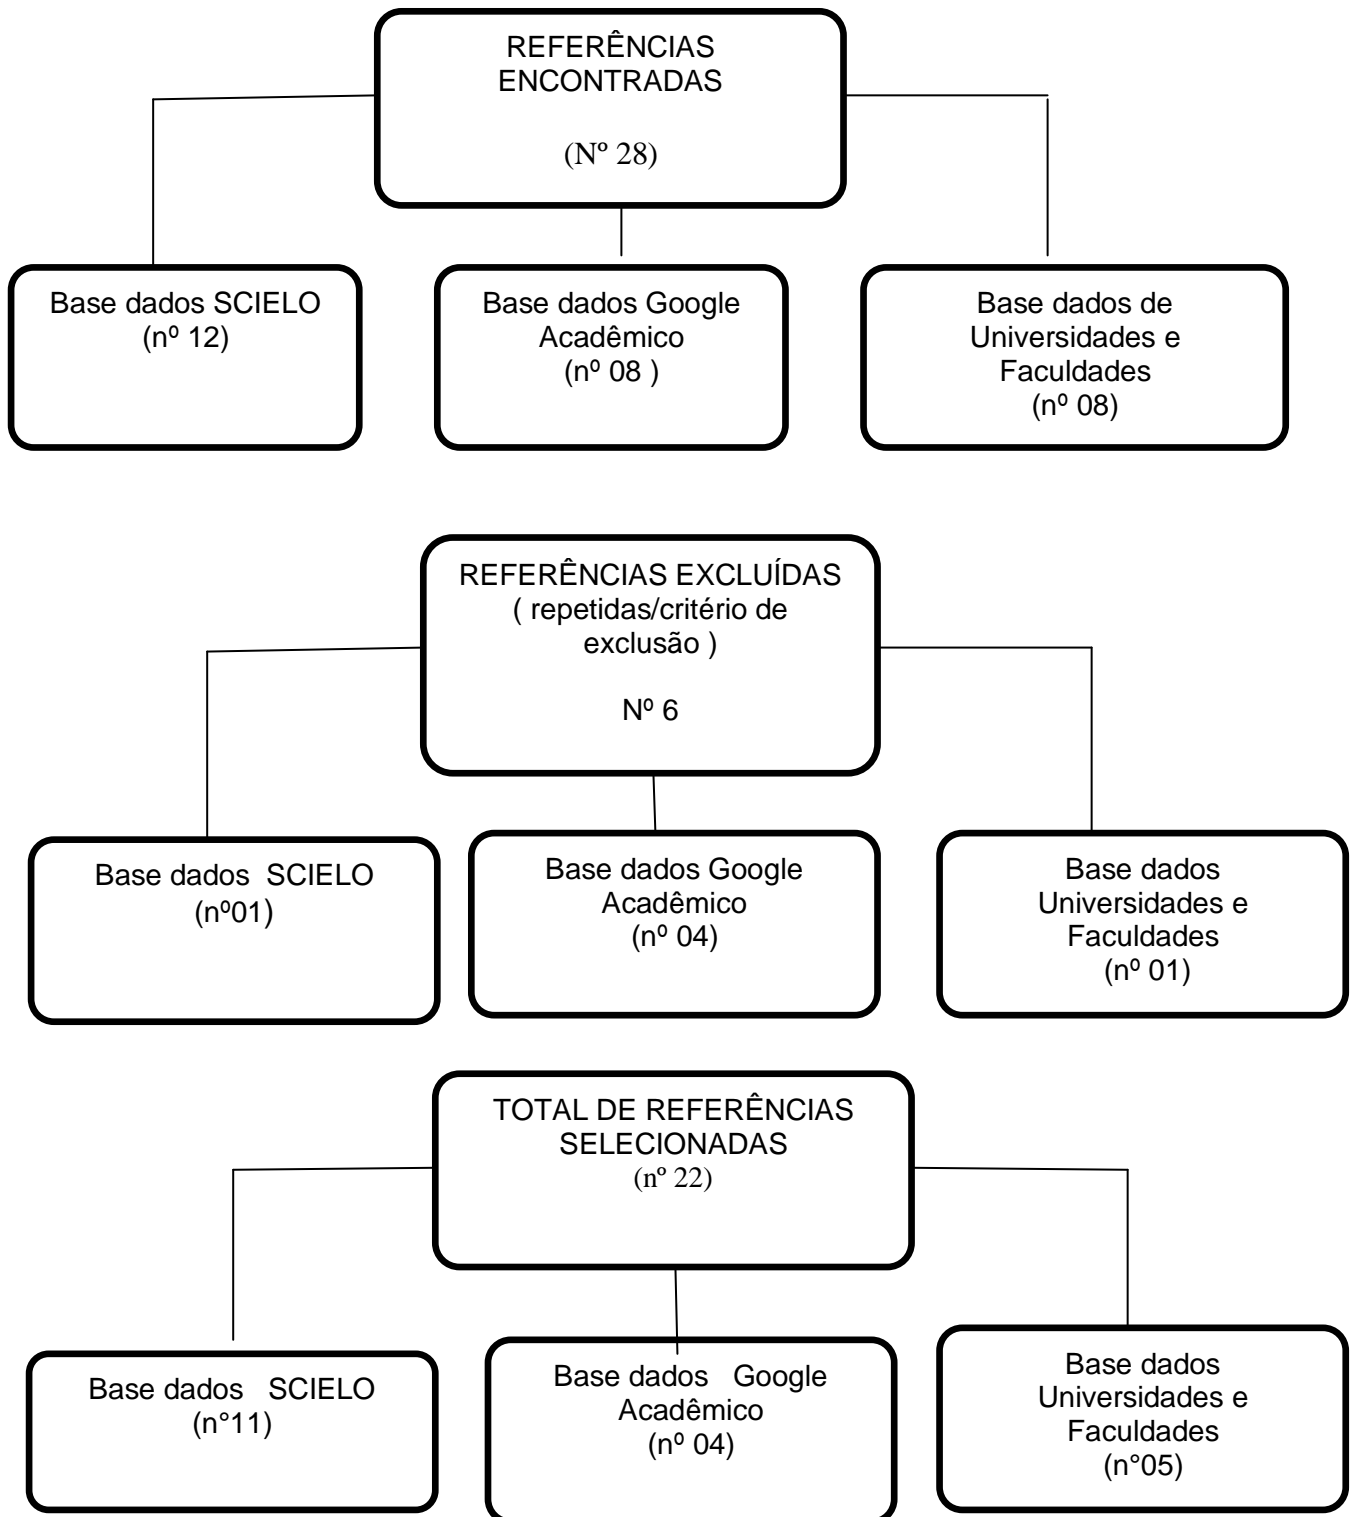 REFERÊNCIAS
ENCONTRADAS
(Nº 28)
Base dados SCIELO
(nº 12)
Base dados Google
Acadêmico
(nº 08 )
Base dados de
Universidades e
Faculdades
(nº 08)
REFERÊNCIAS EXCLUÍDAS
( repetidas/critério de
exclusão )
Nº 6
Base dados  SCIELO
(nº01)
Base dados Google
Acadêmico
(nº 04)
Base dados
Universidades e
Faculdades
(nº 01)
TOTAL DE REFERÊNCIAS
SELECIONADAS
(nº 22)
Base dados   SCIELO
(n°11)
Base dados   Google
Acadêmico
(nº 04)
Base dados
Universidades e
Faculdades
(n°05)